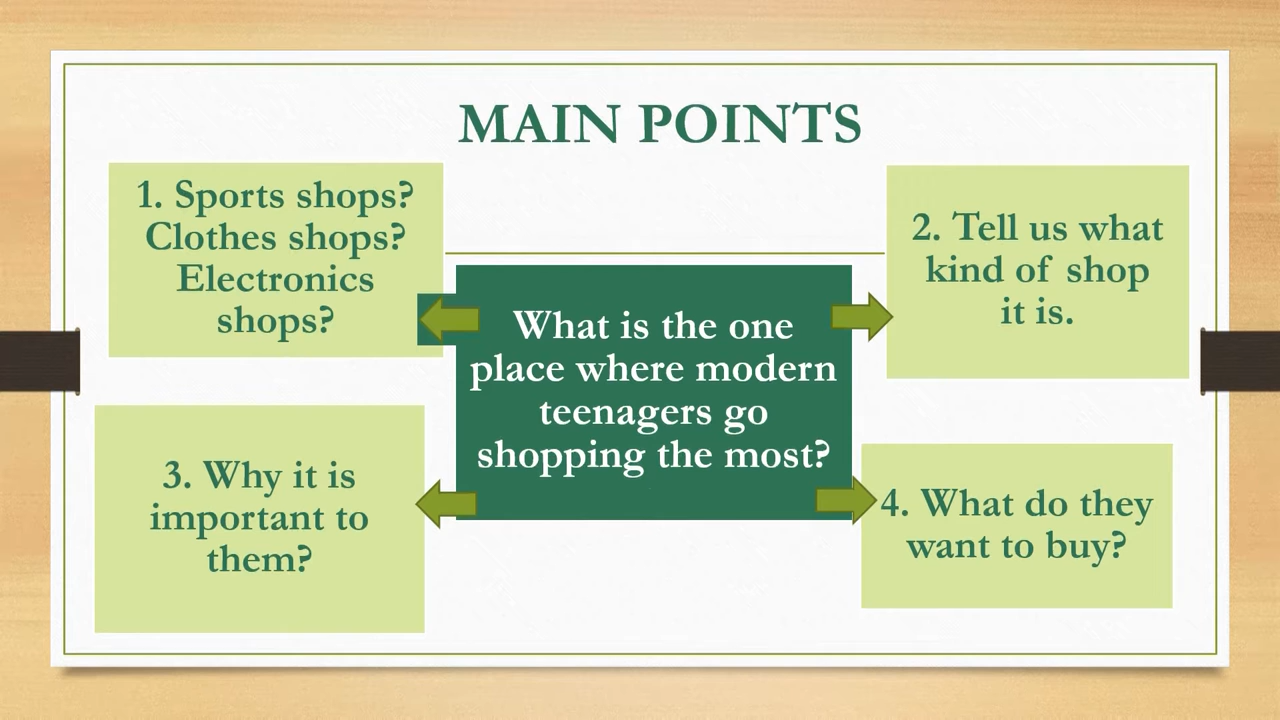 MAIN POINTS
1. Sports shops?
Clothes shops?
Electronics
shops?
2. Tell us what
kind of shop
it is.
What is the one
place where modern
teenagers go
shopping the most?
3. Why it is
important to
them?
4. What do they
want to buy?